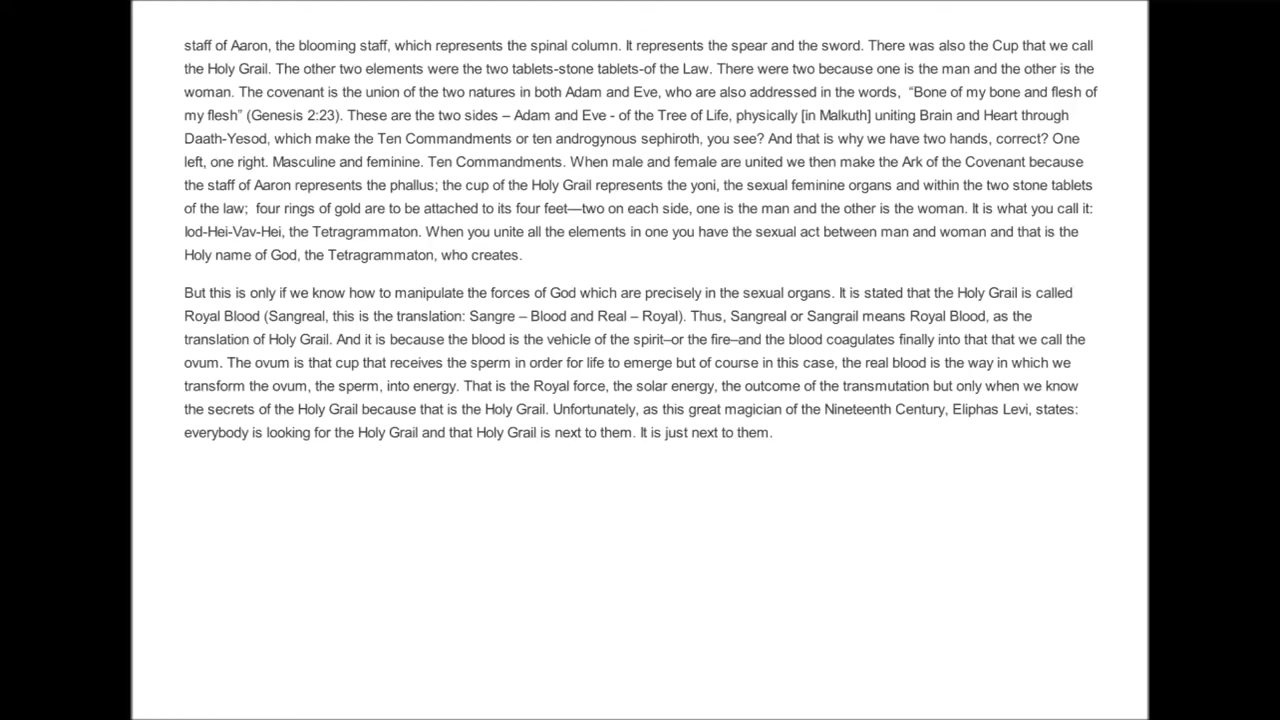 staff of Aaron, the blooming staff, which represents the spinal column. It represents the spear and the sword. There was also the Cup that we call
the Holy Grail. The other two elements were the two tablets-stone tablets-of the Law. There were two because one is the man and the other is the
woman. The covenant is the union of the two natures in both Adam and Eve, who are also addressed in the words,  “Bone of my bone and flesh of
my flesh” (Genesis 2:23). These are the two sides – Adam and Eve - of the Tree of Life, physically [in Malkuth] uniting Brain and Heart through
Daath-Yesod, which make the Ten Commandments or ten androgynous sephiroth, you see? And that is why we have two hands, correct? One
left, one right. Masculine and feminine. Ten Commandments. When male and female are united we then make the Ark of the Covenant because
the staff of Aaron represents the phallus; the cup of the Holy Grail represents the yoni, the sexual feminine organs and within the two stone tablets
of the law;  four rings of gold are to be attached to its four feet—two on each side, one is the man and the other is the woman. It is what you call it:
Iod-Hei-Vav-Hei, the Tetragrammaton. When you unite all the elements in one you have the sexual act between man and woman and that is the
Holy name of God, the Tetragrammaton, who creates.
But this is only if we know how to manipulate the forces of God which are precisely in the sexual organs. It is stated that the Holy Grail is called
Royal Blood (Sangreal, this is the translation: Sangre – Blood and Real – Royal). Thus, Sangreal or Sangrail means Royal Blood, as the
translation of Holy Grail. And it is because the blood is the vehicle of the spirit–or the fire–and the blood coagulates finally into that that we call the
ovum. The ovum is that cup that receives the sperm in order for life to emerge but of course in this case, the real blood is the way in which we
transform the ovum, the sperm, into energy. That is the Royal force, the solar energy, the outcome of the transmutation but only when we know
the secrets of the Holy Grail because that is the Holy Grail. Unfortunately, as this great magician of the Nineteenth Century, Eliphas Levi, states:
everybody is looking for the Holy Grail and that Holy Grail is next to them. It is just next to them.